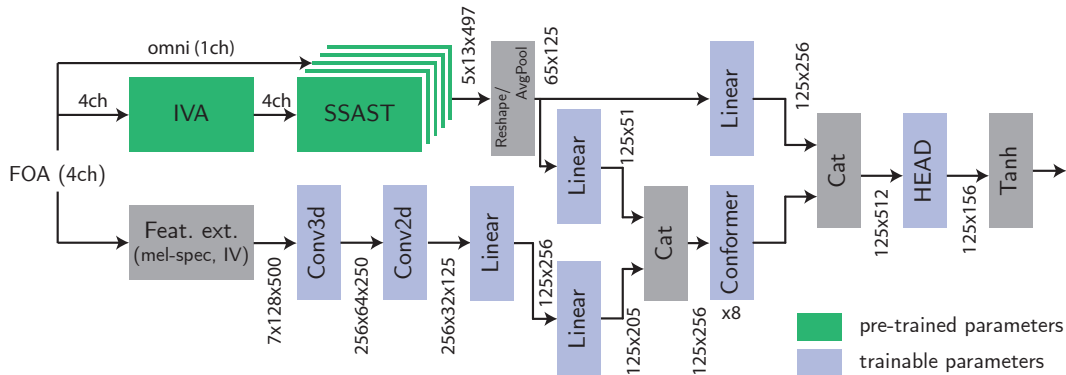 omni (1ch)
4ch
IVA
4ch
SSAST
5x13x497
Reshape/
AvgPool
65x125
Linear
125x256
Linear
125x51
FOA (4ch)
Feat. ext.
(mel-spec, IV)
7x128x500
Conv3d
256x64x250
Conv2d
256x32x125
Linear
125x256
Linear
125x205
Cat
125x256
Conformer
x8
Cat
125x512
HEAD
125x156
Tanh
pre-trained parameters
trainable parameters